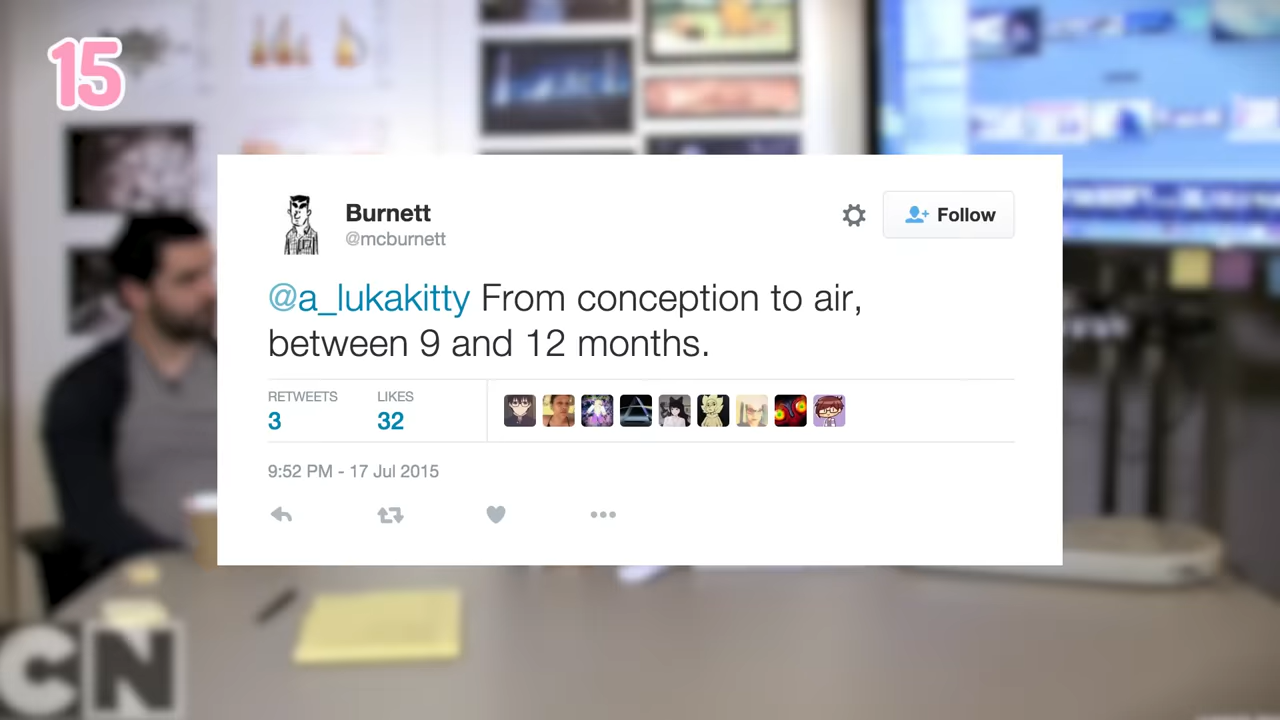 15
Burnett
@mcburnett
Follow
@a_lukakitty From conception to air,
between 9 and 12 months.
RETWEETS LIKES
3 32
9:52 PM - 17 Jul 2015
CN